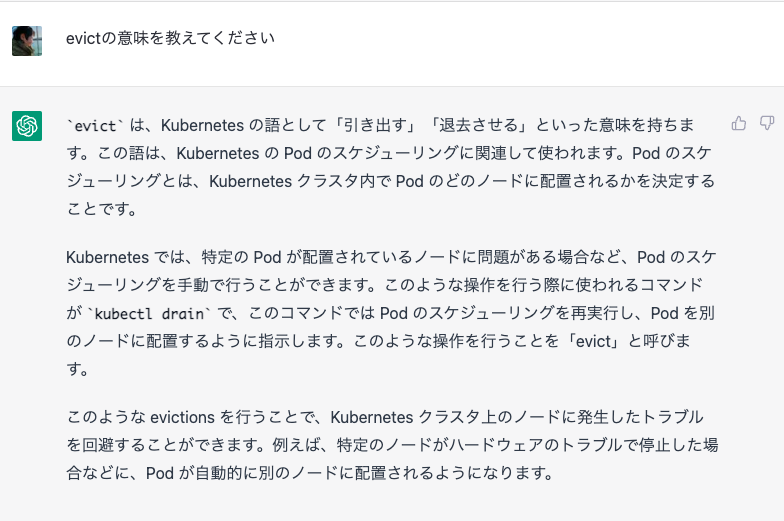 evictの意味を教えてください
`evict` は、Kubernetes の語として「引き出す」「退去させる」といった意味を持ちま
す。この語は、Kubernetes の Pod のスケジューリングに関連して使われます。Pod のスケ
ジューリングとは、Kubernetes クラスタ内で Pod のどのノードに配置されるかを決定する
ことです。
Kubernetes では、特定の Pod が配置されているノードに問題がある場合など、Pod のスケ
ジューリングを手動で行うことができます。このような操作を行う際に使われるコマンド
が `kubectl drain` で、このコマンドでは Pod のスケジューリングを再実行し、Pod を別
のノードに配置するように指示します。このような操作を行うことを「evict」と呼びま
す。
このような evictions を行うことで、Kubernetes クラスタ上のノードに発生したトラブル
を回避することができます。例えば、特定のノードがハードウェアのトラブルで停止した場
合などに、Pod が自動的に別のノードに配置されるようになります。